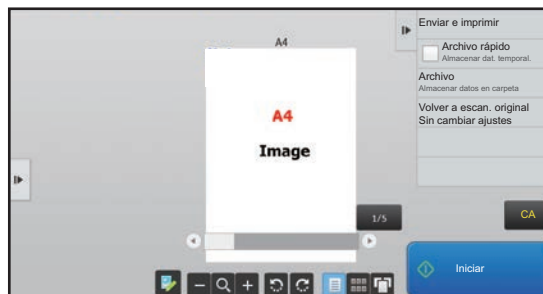 A4
A4
Image
1/5
Enviar e imprimir
Archivo rápido
Almacenar dat. temporal.
Archivo
Almacenar datos en carpeta
Volver a escan. original
Sin cambiar ajustes
CA
Iniciar